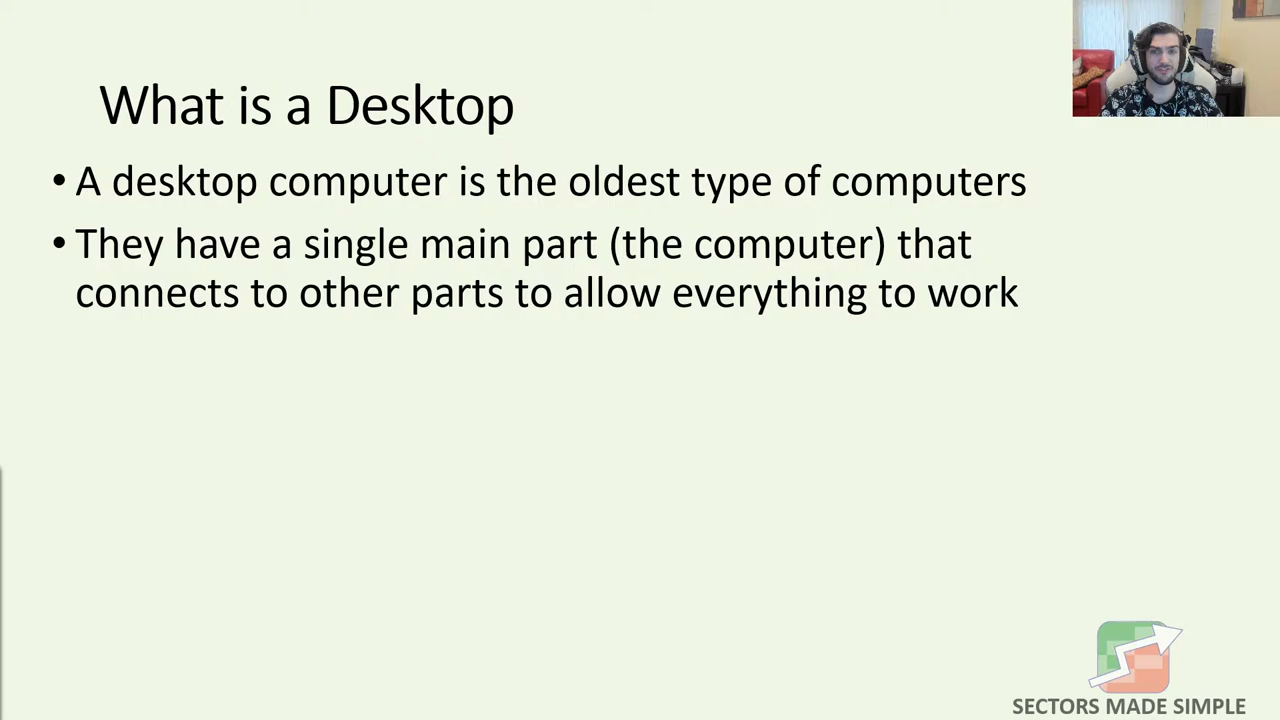 What is a Desktop
• A desktop computer is the oldest type of computers
• They have a single main part (the computer) that
connects to other parts to allow everything to work
SECTORS MADE SIMPLE